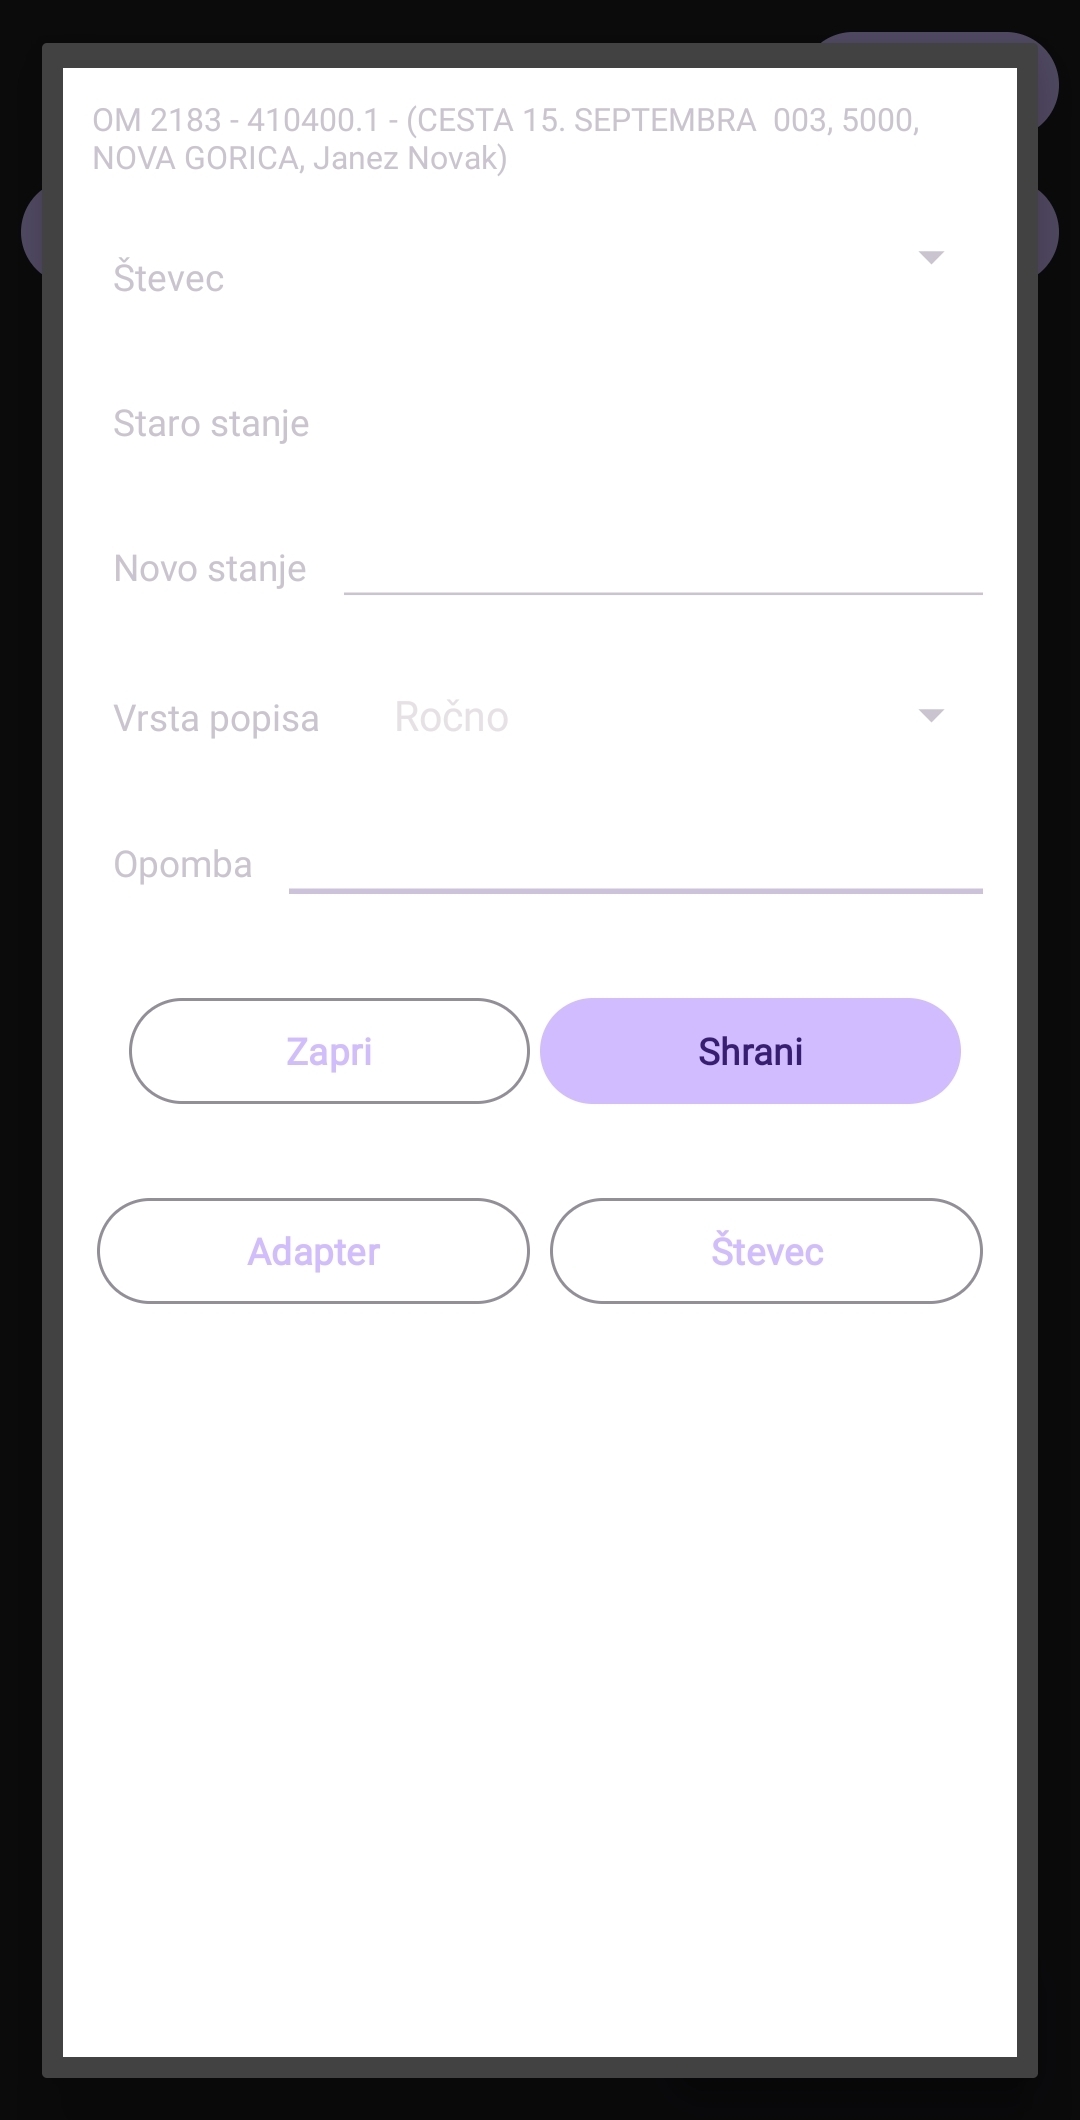 OM 2183 - 410400.1 - (CESTA 15. SEPTEMBRA  003, 5000,
NOVA GORICA, Janez Novak)
Števec
Staro stanje
Novo stanje
Vrsta popisa Ročno
Opomba
Zapri Shrani
Adapter Števec